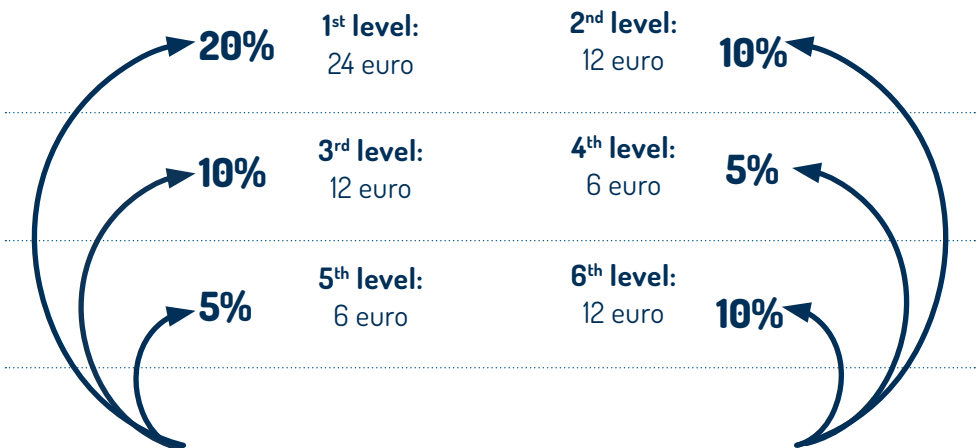 20%
1st level:
24 euro
2nd level:
12 euro
10%
10%
3rd level:
12 euro
4th level:
6 euro
5%
5%
5th level:
6 euro
6th level:
12 euro
10%